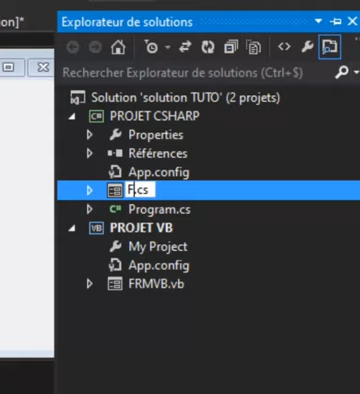 ion]*
Explorateur de solutions
Rechercher Explorateur de solutions (Ctrl+$)
Solution 'solution TUTO' (2 projets)
PROJET CSHARP
Properties
Références
App.config
F.cs
Program.cs
PROJET VB
My Project
App.config
FRMVB.vb